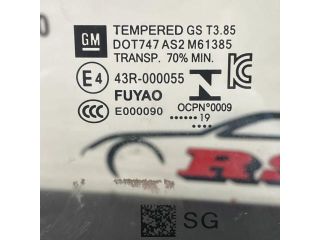 GM TEMPERED GS T3.85
DOT747 AS2 M61385
TRANSP. 70% MIN.
E4 43R-000055
CCC FUYAO
E000090
OCPN°0009
······ 19
····
SG